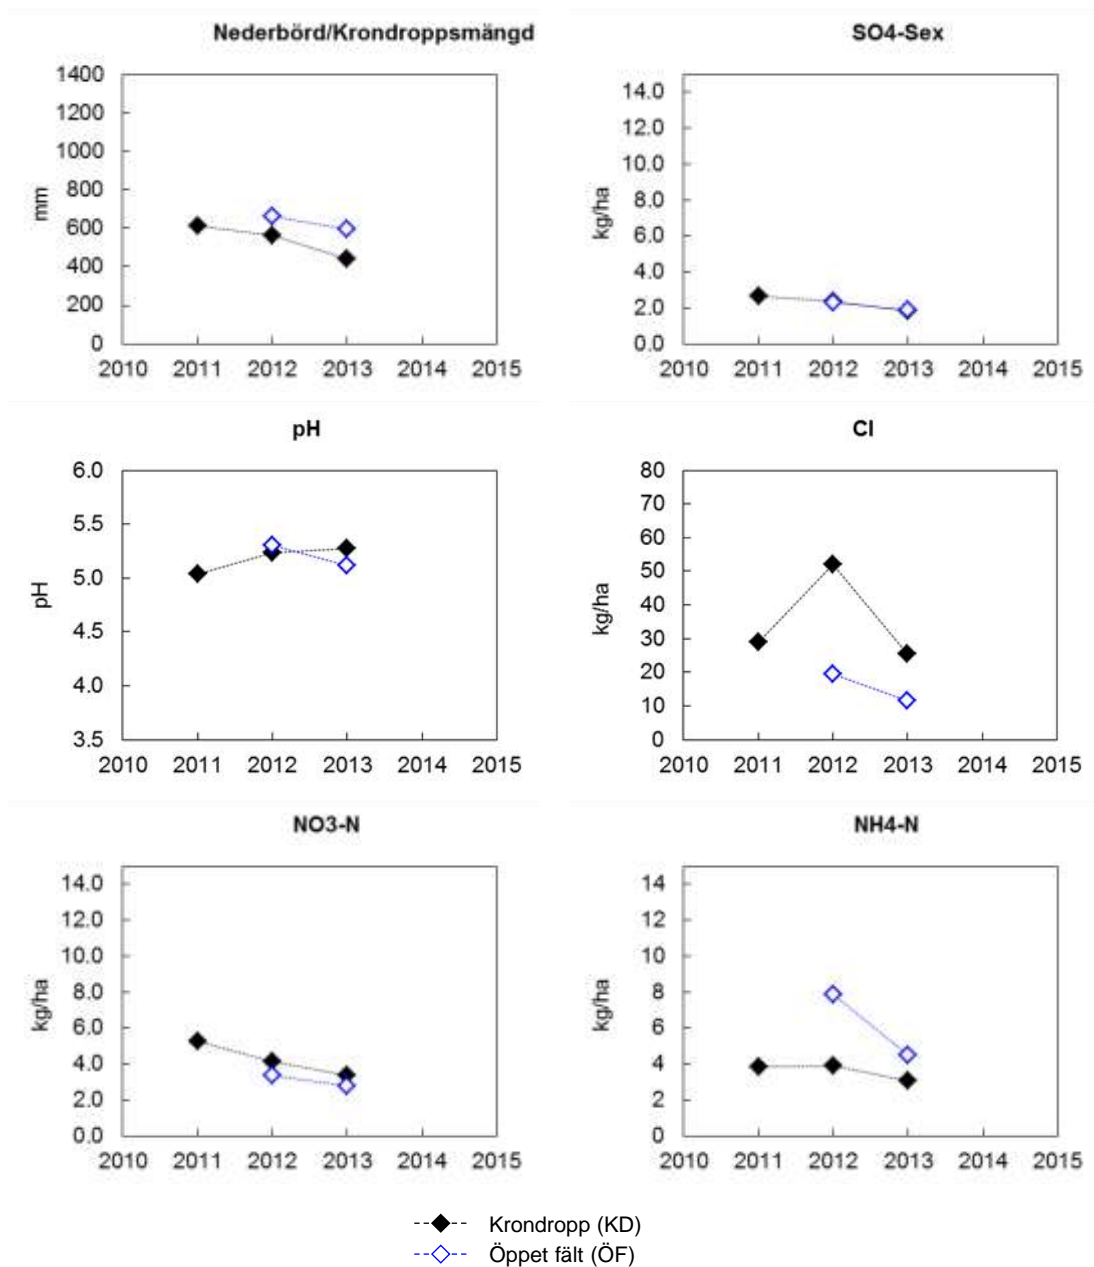 Nederbörd/Krondroppsmängd
1400
1200
1000
800
600
400
200
0
mm
2010 2011 2012 2013 2014 2015
SO4-Sex
14.0
12.0
10.0
8.0
6.0
4.0
2.0
0.0
kg/ha
2010 2011 2012 2013 2014 2015
pH
6.0
5.5
5.0
4.5
4.0
3.5
pH
2010 2011 2012 2013 2014 2015
Cl
80
70
60
50
40
30
20
10
0
kg/ha
2010 2011 2012 2013 2014 2015
NO3-N
14.0
12.0
10.0
8.0
6.0
4.0
2.0
0.0
kg/ha
2010 2011 2012 2013 2014 2015
NH4-N
14
12
10
8
6
4
2
0
kg/ha
2010 2011 2012 2013 2014 2015
Krondropp (KD)
Öppet fält (ÖF)